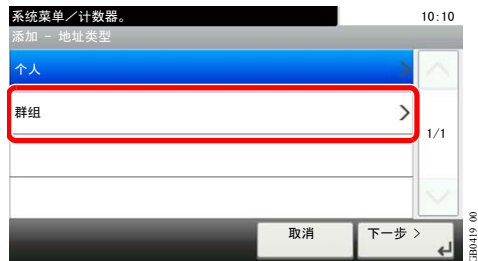 系统菜单／计数器。 10:10
添加 - 地址类型
个人
群组
1/1
取消 下一步 >
GB0419_00